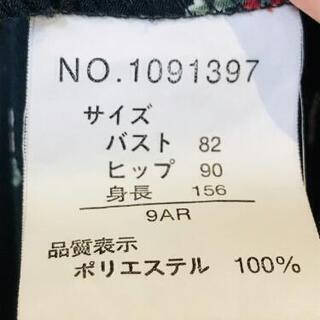 NO.1091397
サイズ
バスト 82
ヒップ 90
身長 156
9AR
品質表示
ポリエステル 100%